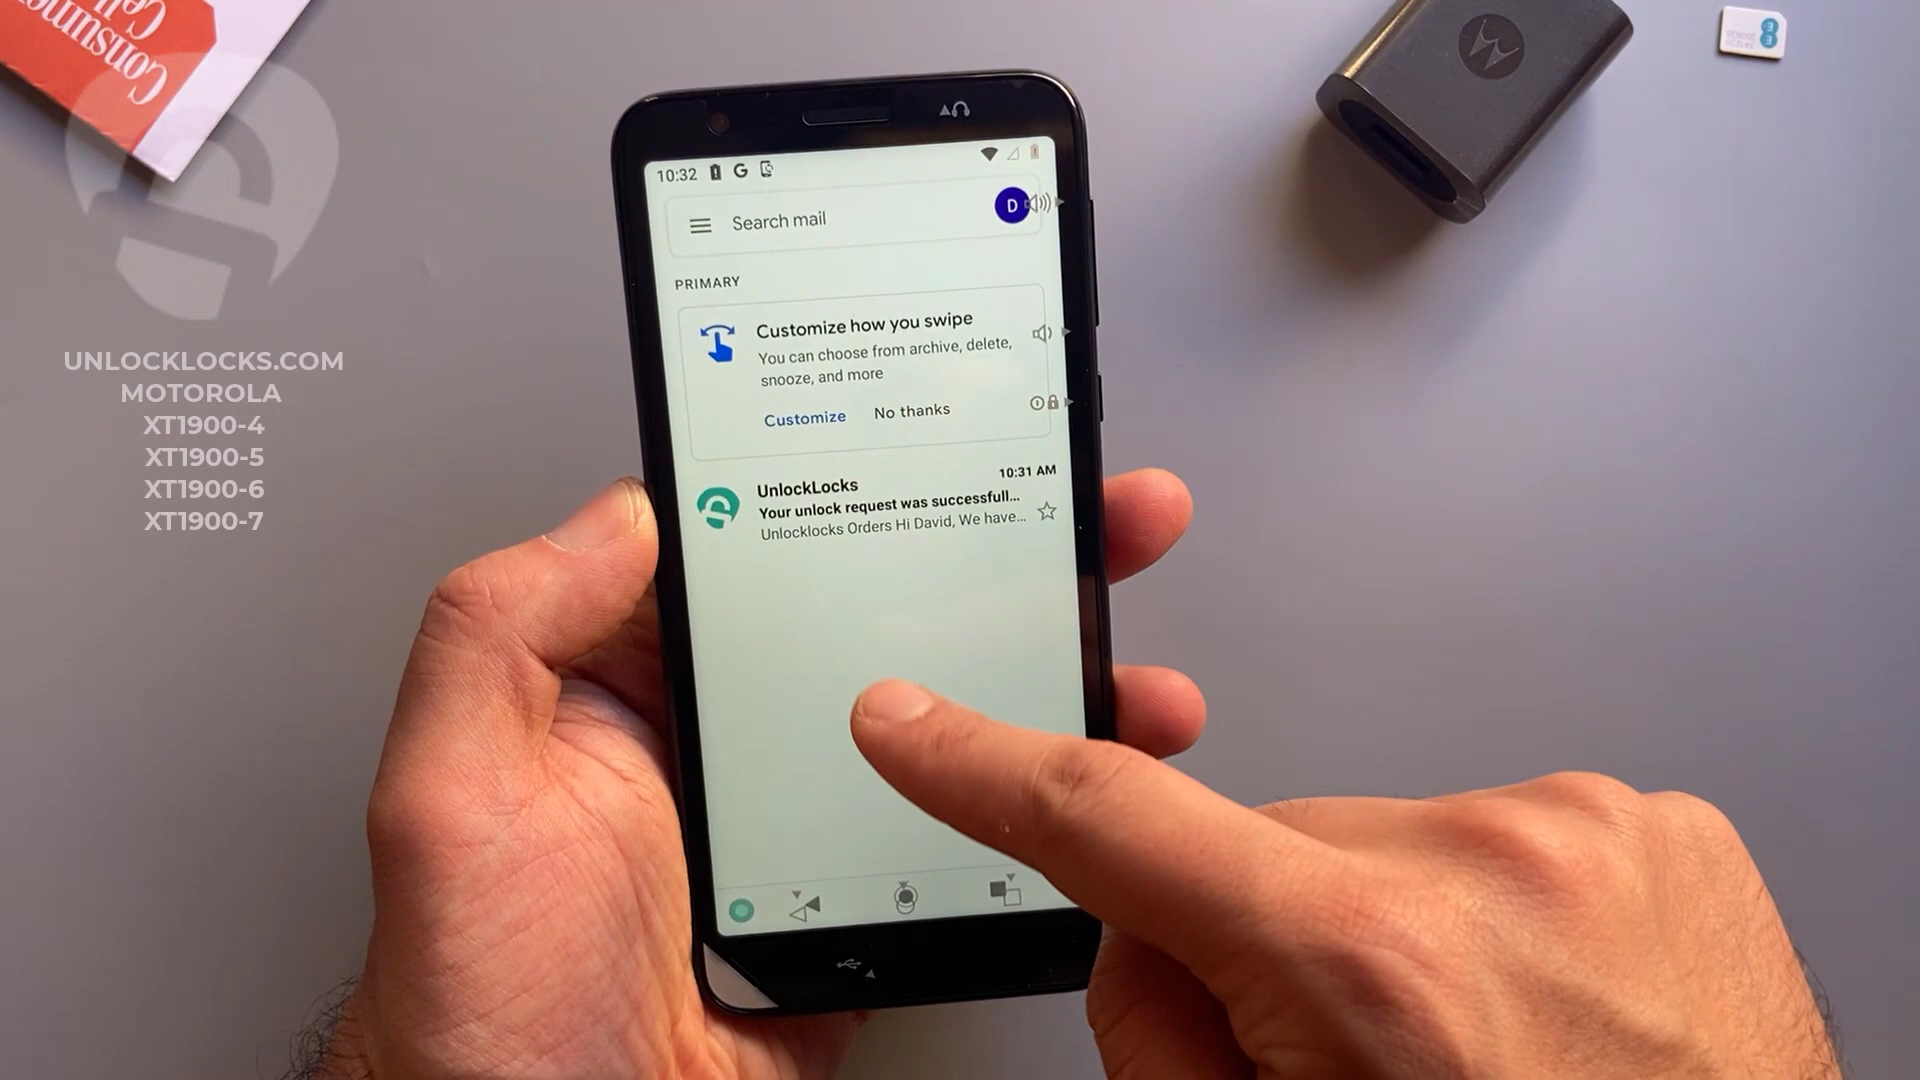 Consumer
Cell
UNLOCKLOCKS.COM
MOTOROLA
XT1900-4
XT1900-5
XT1900-6
XT1900-7
10:32
Search mail
D
PRIMARY
Customize how you swipe
You can choose from archive, delete,
snooze, and more
Customize No thanks
UnlockLocks 10:31 AM
Your unlock request was successfull...
Unlocklocks Orders Hi David, We have...